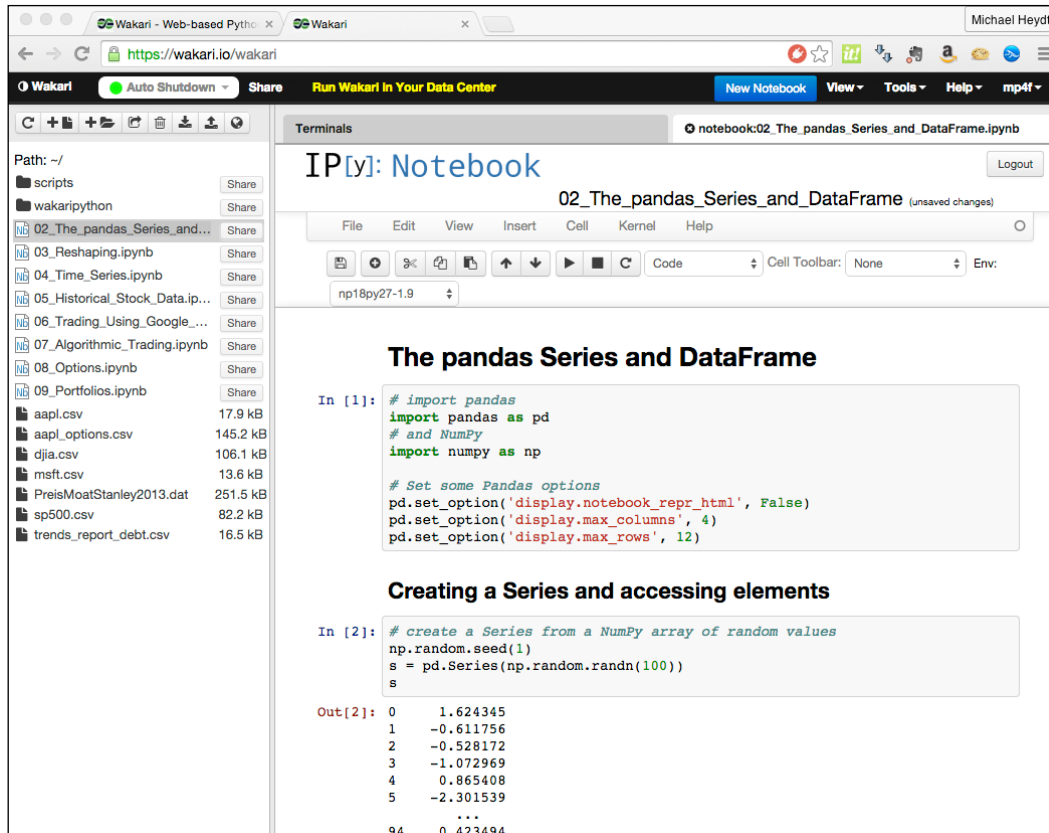 Wakari - Web-based Pytho
Wakari
Michael Heydt
https://wakari.io/wakari
it!
a
Wakari
Auto Shutdown
Share
Run Wakari In Your Data Center
New Notebook
View
Tools
Help
mp4f
Terminals
notebook:02_The_pandas_Series_and_DataFrame.ipynb
Path: ~/
scripts Share
wakaripython Share
02_The_pandas_Series_and... Share
03_Reshaping.ipynb Share
04_Time_Series.ipynb Share
05_Historical_Stock_Data.ip... Share
06_Trading_Using_Google_... Share
07_Algorithmic_Trading.ipynb Share
08_Options.ipynb Share
09_Portfolios.ipynb Share
aapl.csv 17.9 kB
aapl_options.csv 145.2 kB
djia.csv 106.1 kB
msft.csv 13.6 kB
PreisMoatStanley2013.dat 251.5 kB
sp500.csv 82.2 kB
trends_report_debt.csv 16.5 kB
IP[y]: Notebook
Logout
02_The_pandas_Series_and_DataFrame (unsaved changes)
File Edit View Insert Cell Kernel Help
Code Cell Toolbar: None Env:
np18py27-1.9
The pandas Series and DataFrame
In [1]: # import pandas
import pandas as pd
# and NumPy
import numpy as np
# Set some Pandas options
pd.set_option('display.notebook_repr_html', False)
pd.set_option('display.max_columns', 4)
pd.set_option('display.max_rows', 12)
Creating a Series and accessing elements
In [2]: # create a Series from a NumPy array of random values
np.random.seed(1)
s = pd.Series(np.random.randn(100))
s
Out[2]: 0 1.624345
1 -0.611756
2 -0.528172
3 -1.072969
4 0.865408
5 -2.301539
...
94 0.423494